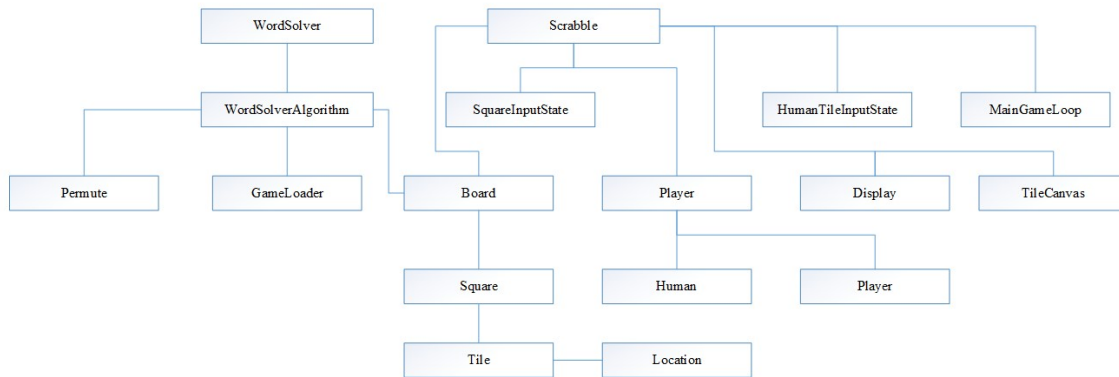 WordSolver
Scrabble
WordSolverAlgorithm
SquareInputState
HumanTileInputState
MainGameLoop
Permute
GameLoader
Board
Player
Display
TileCanvas
Square
Human
Player
Tile
Location